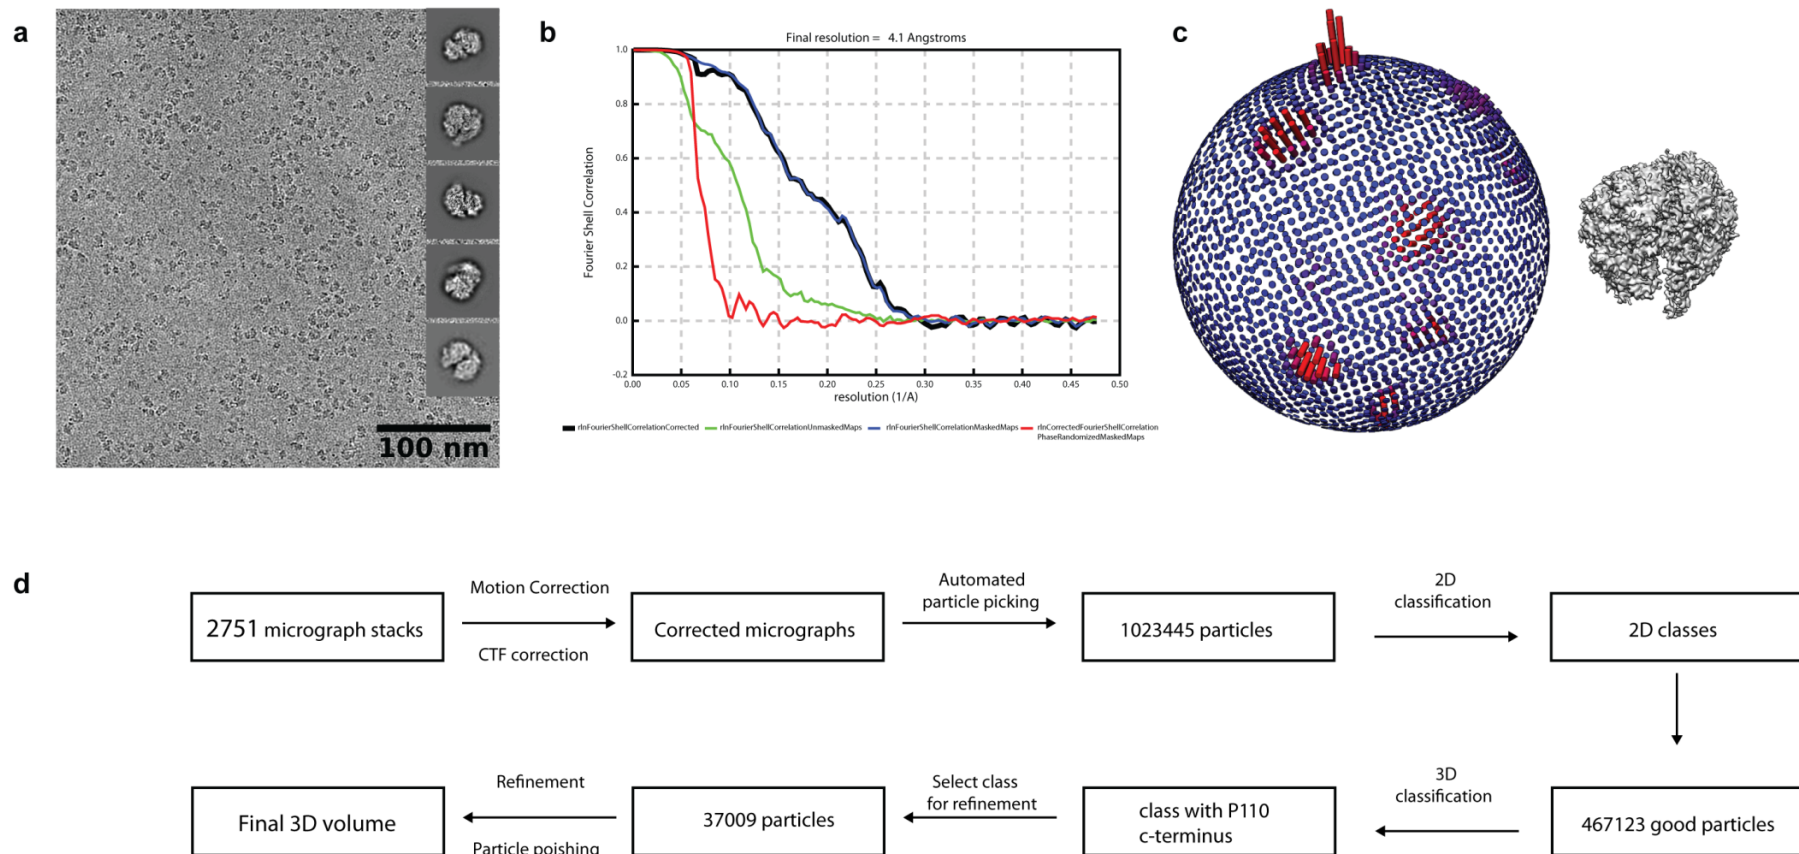 a
100 nm
b
Final resolution = 4.1 Angstroms
Fourier Shell Correlation
1.0
0.8
0.6
0.4
0.2
0.0
-0.2
0.00 0.05 0.10 0.15 0.20 0.25 0.30 0.35 0.40 0.45 0.50
resolution (1/A)
rlnFourierShellCorrelationCorrected
rlnFourierShellCorrelationUnmaskedMaps
rlnFourierShellCorrelationMaskedMaps
rlnCorrectedFourierShellCorrelation
PhaseRandomizedMaskedMaps
c
d
2751 micrograph stacks
Motion Correction
CTF correction
Corrected micrographs
Automated
particle picking
1023445 particles
2D
classification
2D classes
467123 good particles
3D
classification
class with P110
c-terminus
Select class
for refinement
37009 particles
Refinement
Particle poishing
Final 3D volume